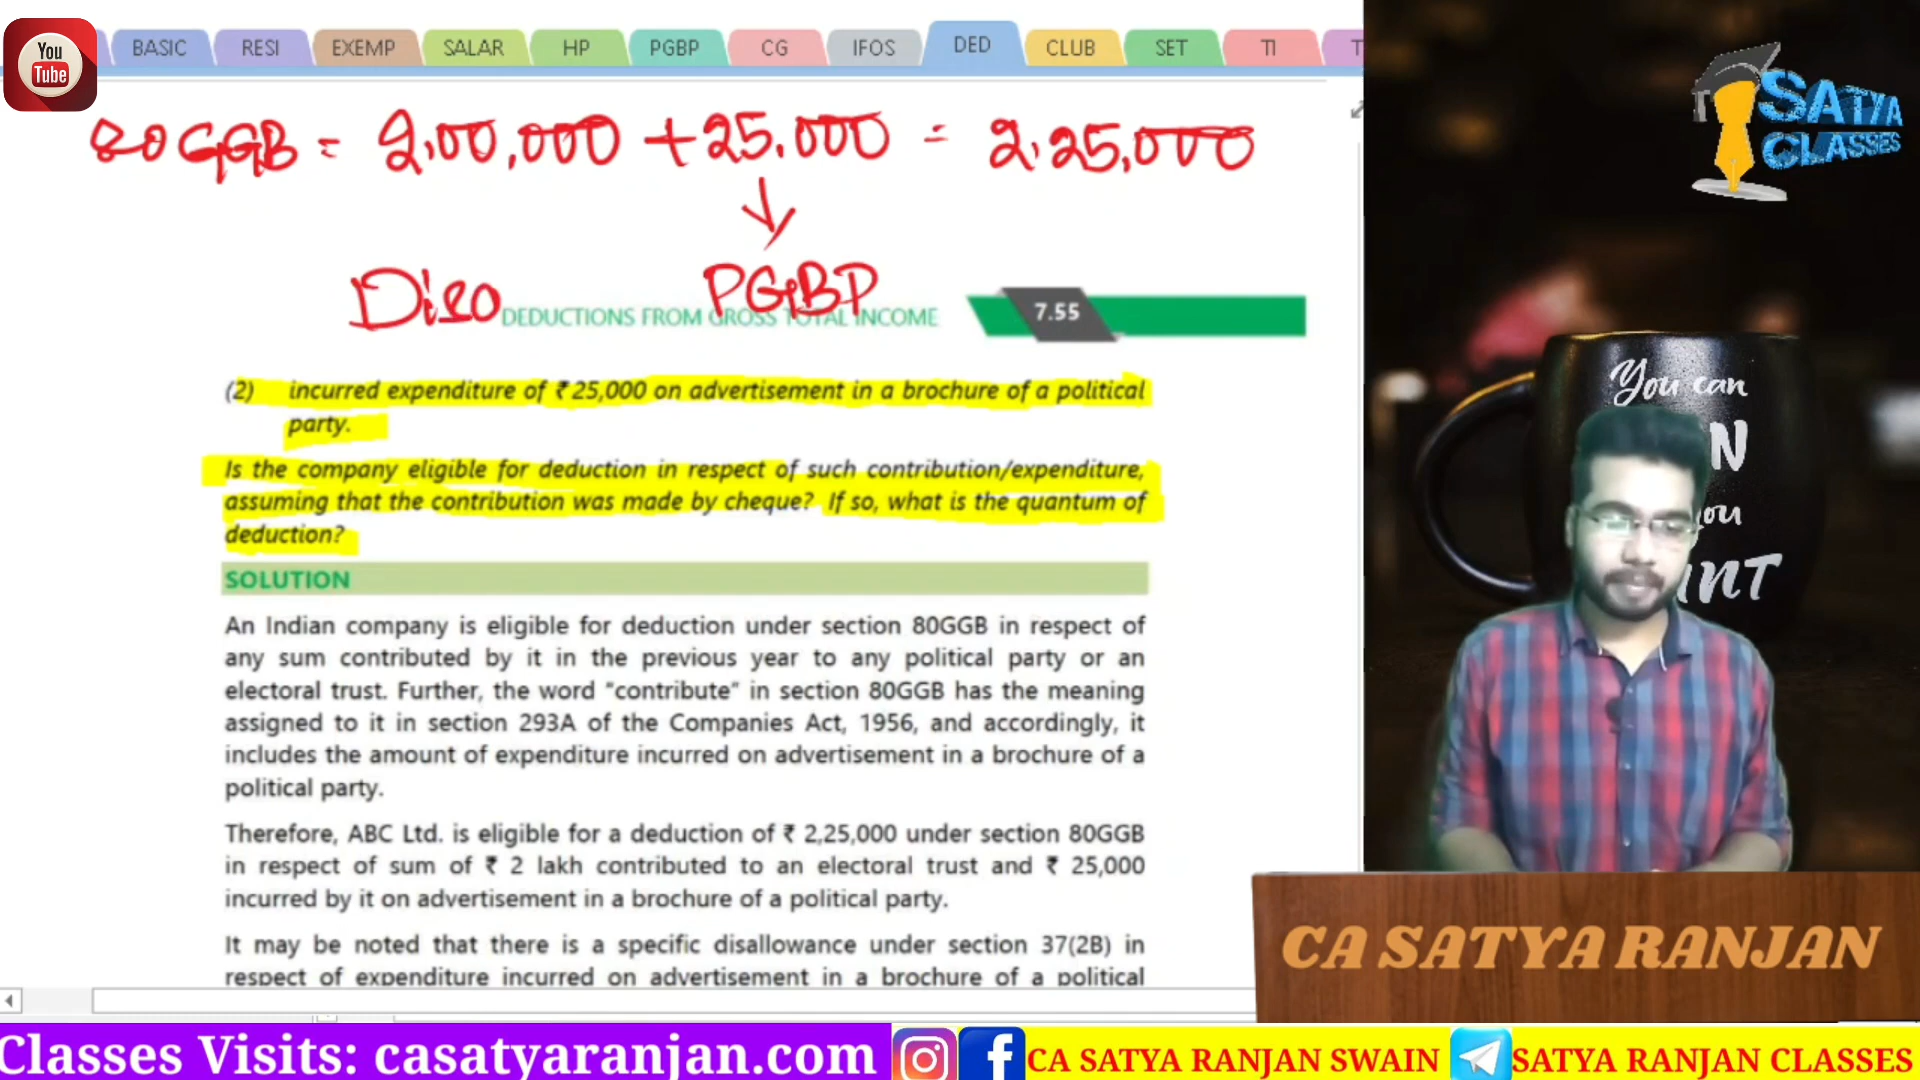 You
Tube
BASIC RESI EXEMP SALAR HP PGBP CG IFOS DED CLUB SET TI T
80GGB = 2,00,000 + 25,000 = 2,25,000
PGBP
DEDUCTIONS FROM GROSS TOTAL INCOME 7.55
(2) incurred expenditure of ₹ 25,000 on advertisement in a brochure of a political
party.
Is the company eligible for deduction in respect of such contribution/expenditure,
assuming that the contribution was made by cheque? If so, what is the quantum of
deduction?
SOLUTION
An Indian company is eligible for deduction under section 80GGB in respect of
any sum contributed by it in the previous year to any political party or an
electoral trust. Further, the word "contribute" in section 80GGB has the meaning
assigned to it in section 293A of the Companies Act, 1956, and accordingly, it
includes the amount of expenditure incurred on advertisement in a brochure of a
political party.
Therefore, ABC Ltd. is eligible for a deduction of ₹ 2,25,000 under section 80GGB
in respect of sum of ₹ 2 lakh contributed to an electoral trust and ₹ 25,000
incurred by it on advertisement in a brochure of a political party.
It may be noted that there is a specific disallowance under section 37(2B) in
respect of expenditure incurred on advertisement in a brochure of a political
SATYA
CLASSES
You can
CA SATYA RANJAN
Classes Visits: casatyaranjan.com CA SATYA RANJAN SWAIN SATYA RANJAN CLASSES